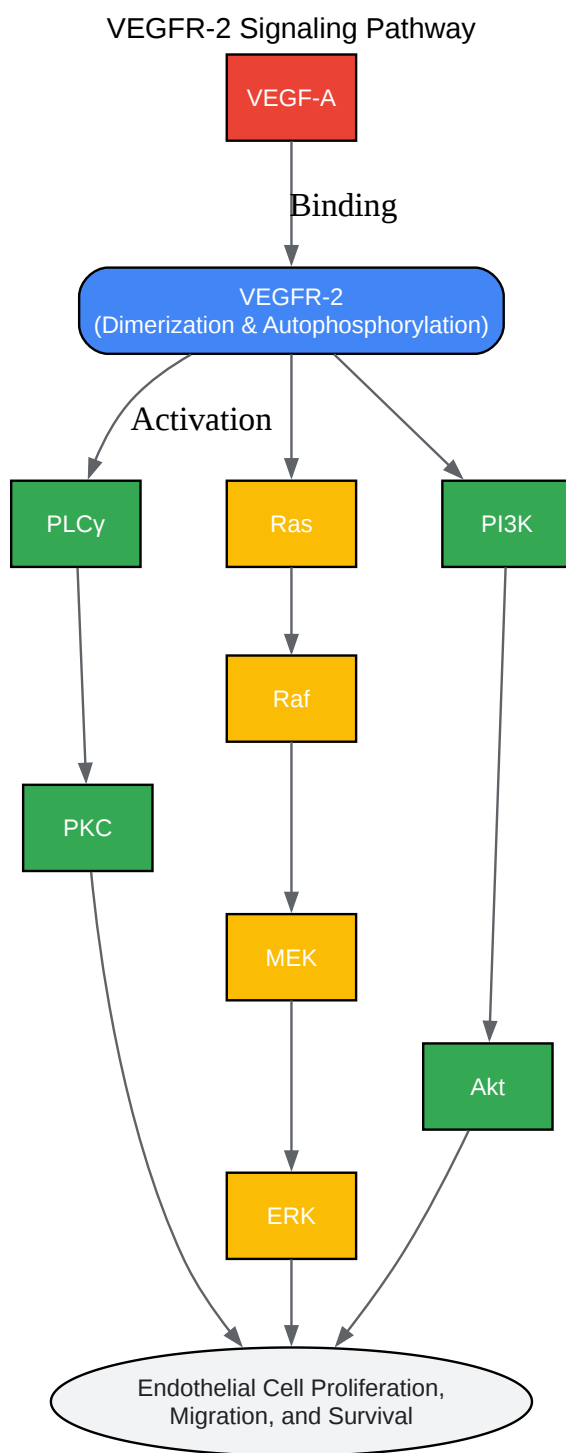 VEGFR-2 Signaling Pathway
VEGF-A
Binding
VEGFR-2
(Dimerization & Autophosphorylation)
Activation
PLCγ
Ras
PI3K
Raf
PKC
MEK
Akt
ERK
Endothelial Cell Proliferation,
Migration, and Survival